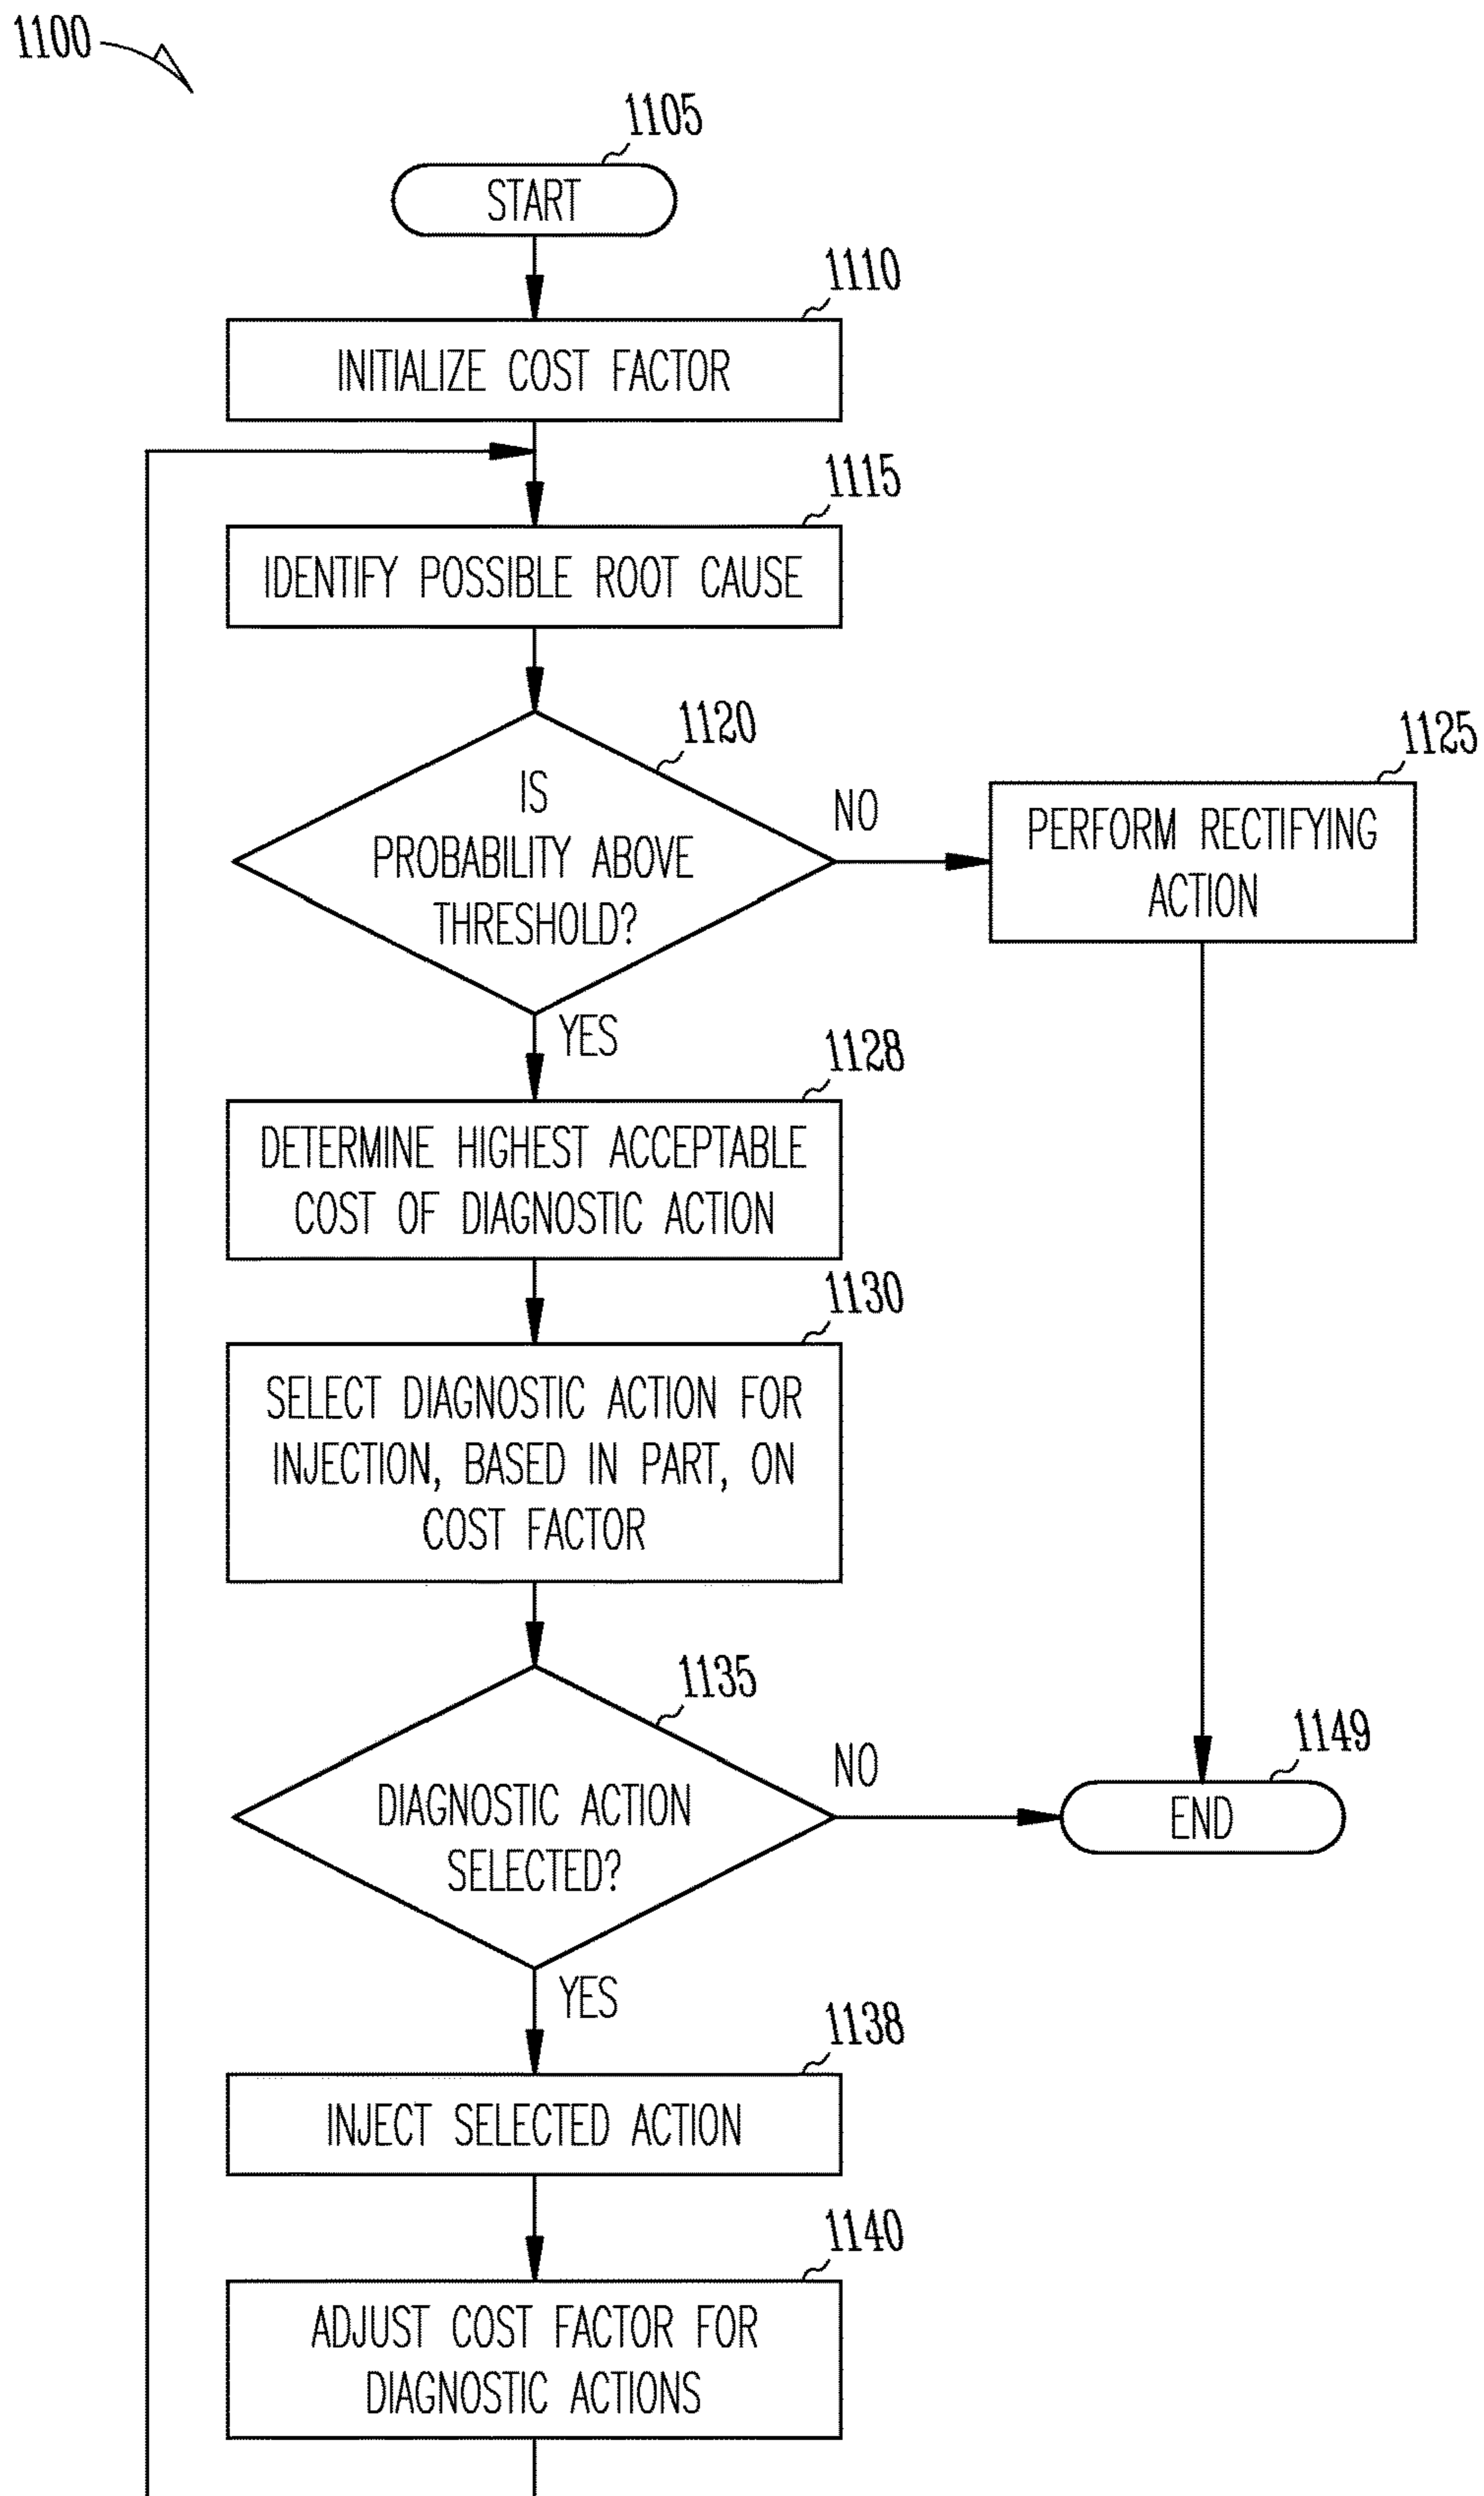 1100
1105
START
1110
INITIALIZE COST FACTOR
1115
IDENTIFY POSSIBLE ROOT CAUSE
1120
IS
PROBABILITY ABOVE
THRESHOLD?
NO
1125
PERFORM RECTIFYING
ACTION
YES
1128
DETERMINE HIGHEST ACCEPTABLE
COST OF DIAGNOSTIC ACTION
1130
SELECT DIAGNOSTIC ACTION FOR
INJECTION, BASED IN PART, ON
COST FACTOR
1135
DIAGNOSTIC ACTION
SELECTED?
NO
1149
END
YES
1138
INJECT SELECTED ACTION
1140
ADJUST COST FACTOR FOR
DIAGNOSTIC ACTIONS